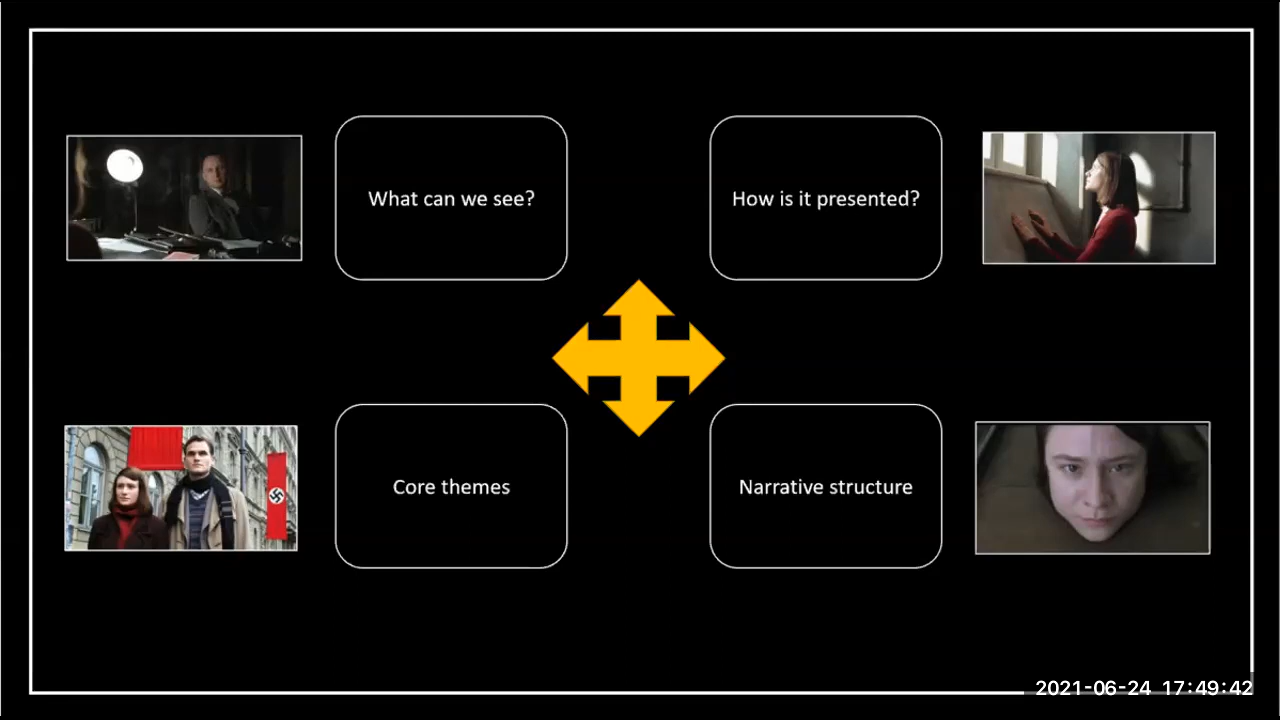 What can we see?
How is it presented?
Core themes
Narrative structure
2021-06-24 17:49:42